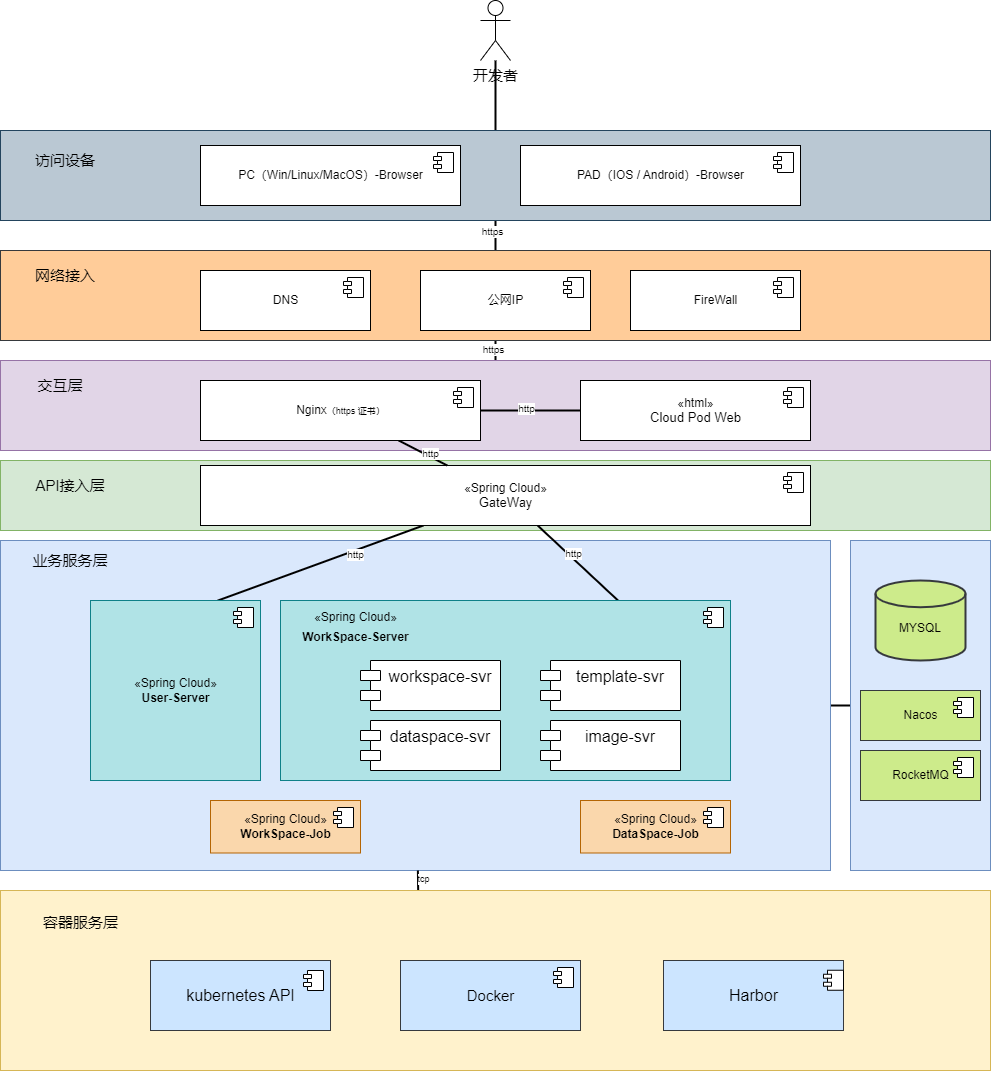 开发者
访问设备
PC（Win/Linux/MacOS）-Browser
PAD（IOS / Android）-Browser
https
网络接入
DNS
公网IP
FireWall
https
交互层
Nginx（https 证书）
http
«html»
Cloud Pod Web
http
API接入层
«Spring Cloud»
GateWay
业务服务层
http
http
«Spring Cloud»
User-Server
«Spring Cloud»
WorkSpace-Server
workspace-svr
template-svr
dataspace-svr
image-svr
«Spring Cloud»
WorkSpace-Job
«Spring Cloud»
DataSpace-Job
MYSQL
Nacos
RocketMQ
tcp
容器服务层
kubernetes API
Docker
Harbor